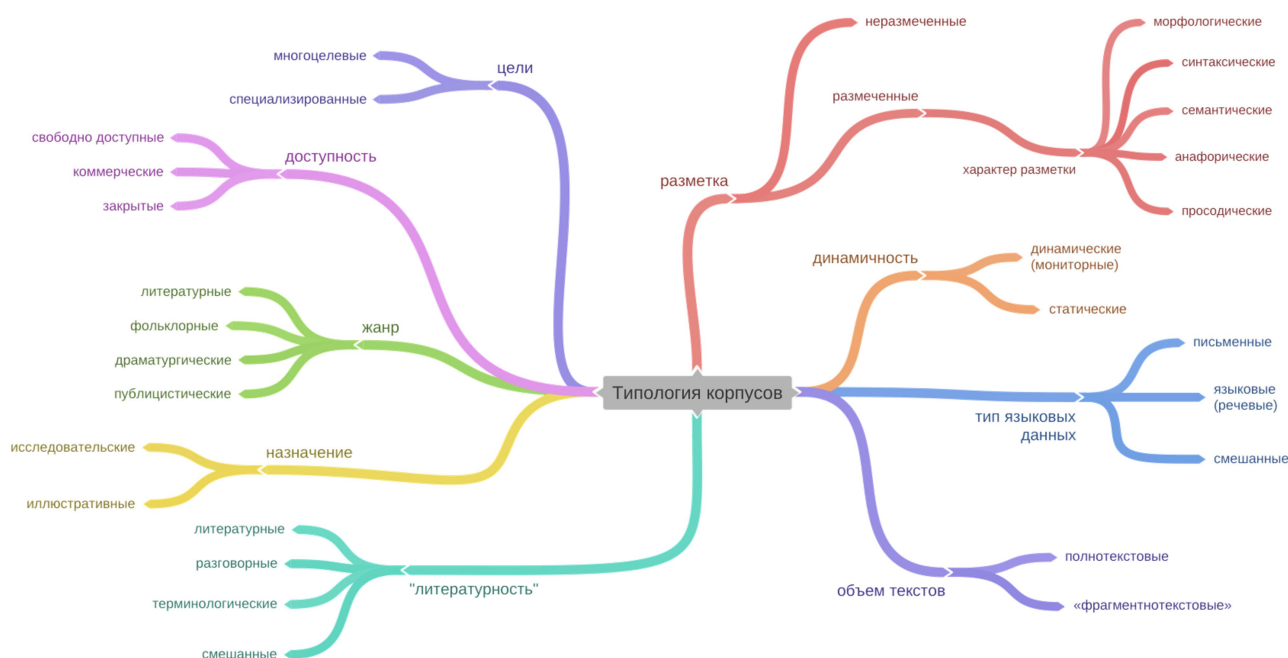 Типология корпусов
разметка
неразмеченные
размеченные
характер разметки
морфологические
синтаксические
семантические
анафорические
просодические
динамичность
динамические
(мониторные)
статические
тип языковых
данных
письменные
языковые
(речевые)
смешанные
объем текстов
полнотекстовые
«фрагментнотекстовые»
цели
многоцелевые
специализированные
доступность
свободно доступные
коммерческие
закрытые
жанр
литературные
фольклорные
драматургические
публицистические
назначение
исследовательские
иллюстративные
"литературность"
литературные
разговорные
терминологические
смешанные